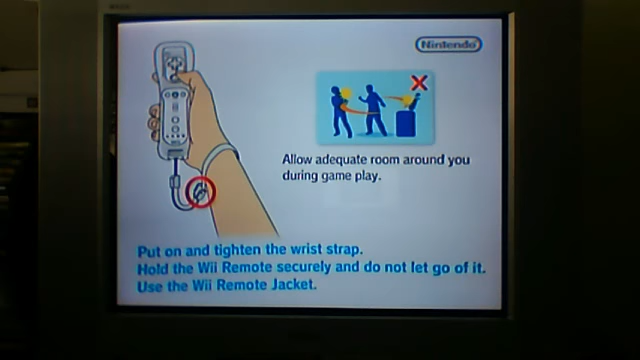 Nintendo
Allow adequate room around you
during game play.
Put on and tighten the wrist strap.
Hold the Wii Remote securely and do not let go of it.
Use the Wii Remote Jacket.